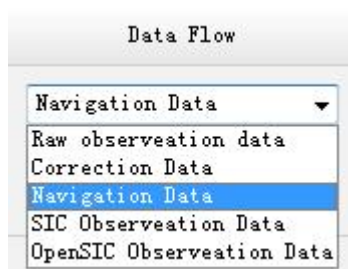 Data Flow
Navigation Data
Raw observeation data
Correction Data
Navigation Data
SIC Observeation Data
OpenSIC Observeation Data